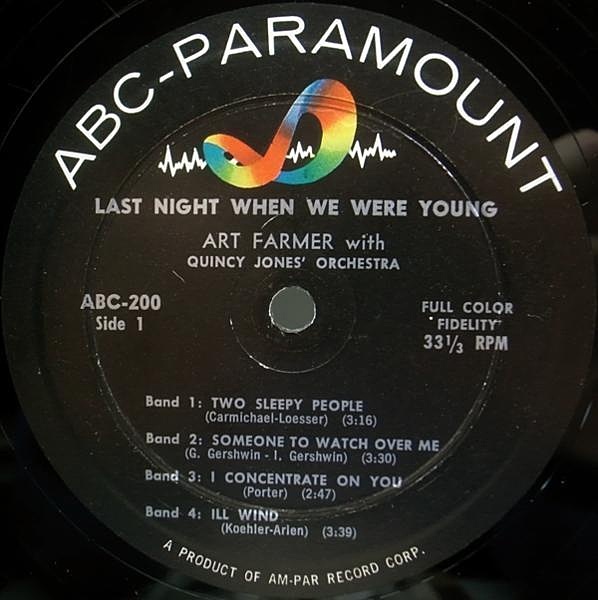 ABC-PARAMOUNT
LAST NIGHT WHEN WE WERE YOUNG
ART FARMER with
QUINCY JONES' ORCHESTRA
ABC-200
Side 1
FULL COLOR
"FIDELITY"
33 1/3 RPM
Band 1: TWO SLEEPY PEOPLE
(Carmichael-Loesser) (3:16)
Band 2: SOMEONE TO WATCH OVER ME
(G. Gershwin - I. Gershwin) (3:30)
Band 3: I CONCENTRATE ON YOU
(Porter) (2:47)
Band 4: ILL WIND
(Koehler-Arlen) (3:39)
A PRODUCT OF AM-PAR RECORD CORP.